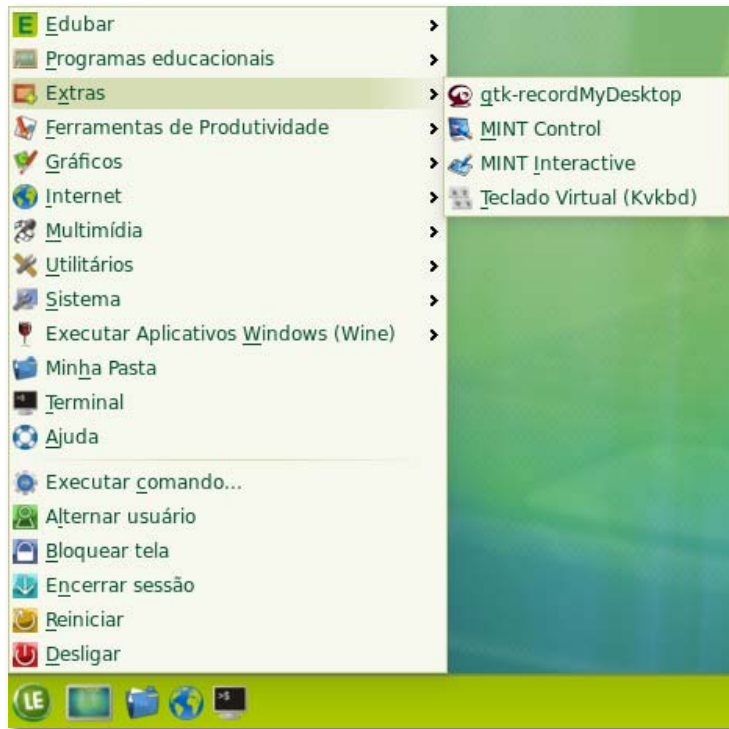 Edubar
Programas educacionais
Extras
gtk-recordMyDesktop
MINT Control
MINT Interactive
Teclado Virtual (Kvkbd)
Ferramentas de Produtividade
Gráficos
Internet
Multimídia
Utilitários
Sistema
Executar Aplicativos Windows (Wine)
Minha Pasta
Terminal
Ajuda
Executar comando...
Alternar usuário
Bloquear tela
Encerrar sessão
Reiniciar
Desligar
LE